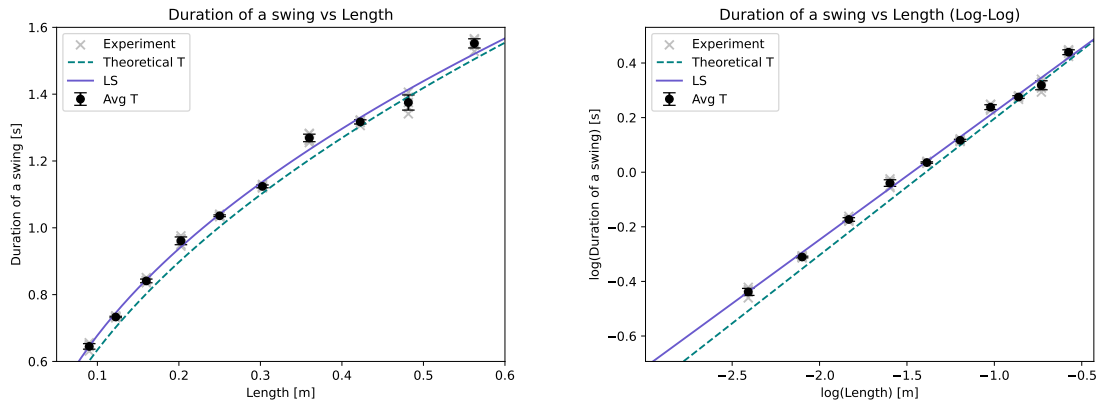 Duration of a swing vs Length
1.6
1.4
1.2
1.0
0.8
0.6
Duration of a swing [s]
Experiment
Theoretical T
LS
Avg T
0.1 0.2 0.3 0.4 0.5 0.6
Length [m]
Duration of a swing vs Length (Log-Log)
0.4
0.2
0.0
−0.2
−0.4
−0.6
log(Duration of a swing) [s]
Experiment
Theoretical T
LS
Avg T
−2.5 −2.0 −1.5 −1.0 −0.5
log(Length) [m]